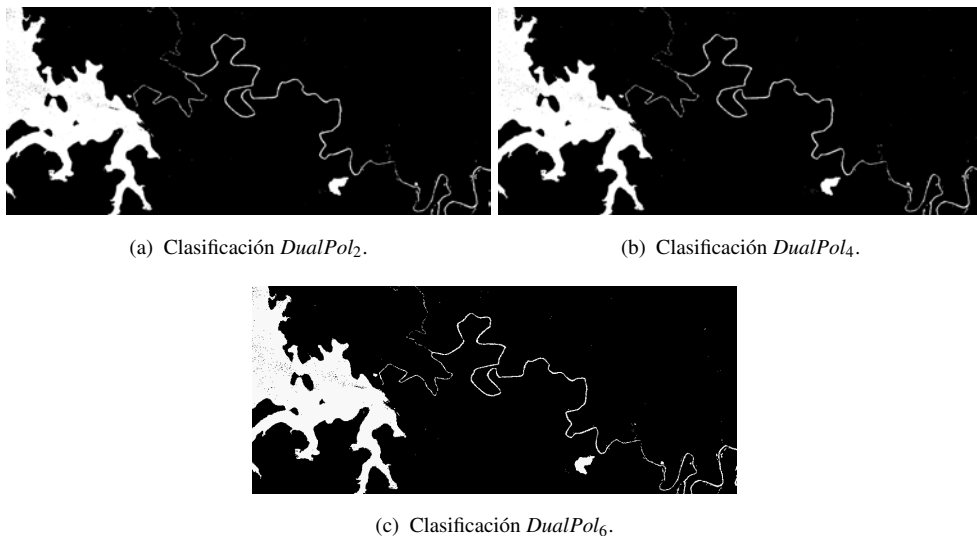 (a) Clasificación DualPol₂.
(b) Clasificación DualPol₄.
(c) Clasificación DualPol₆.